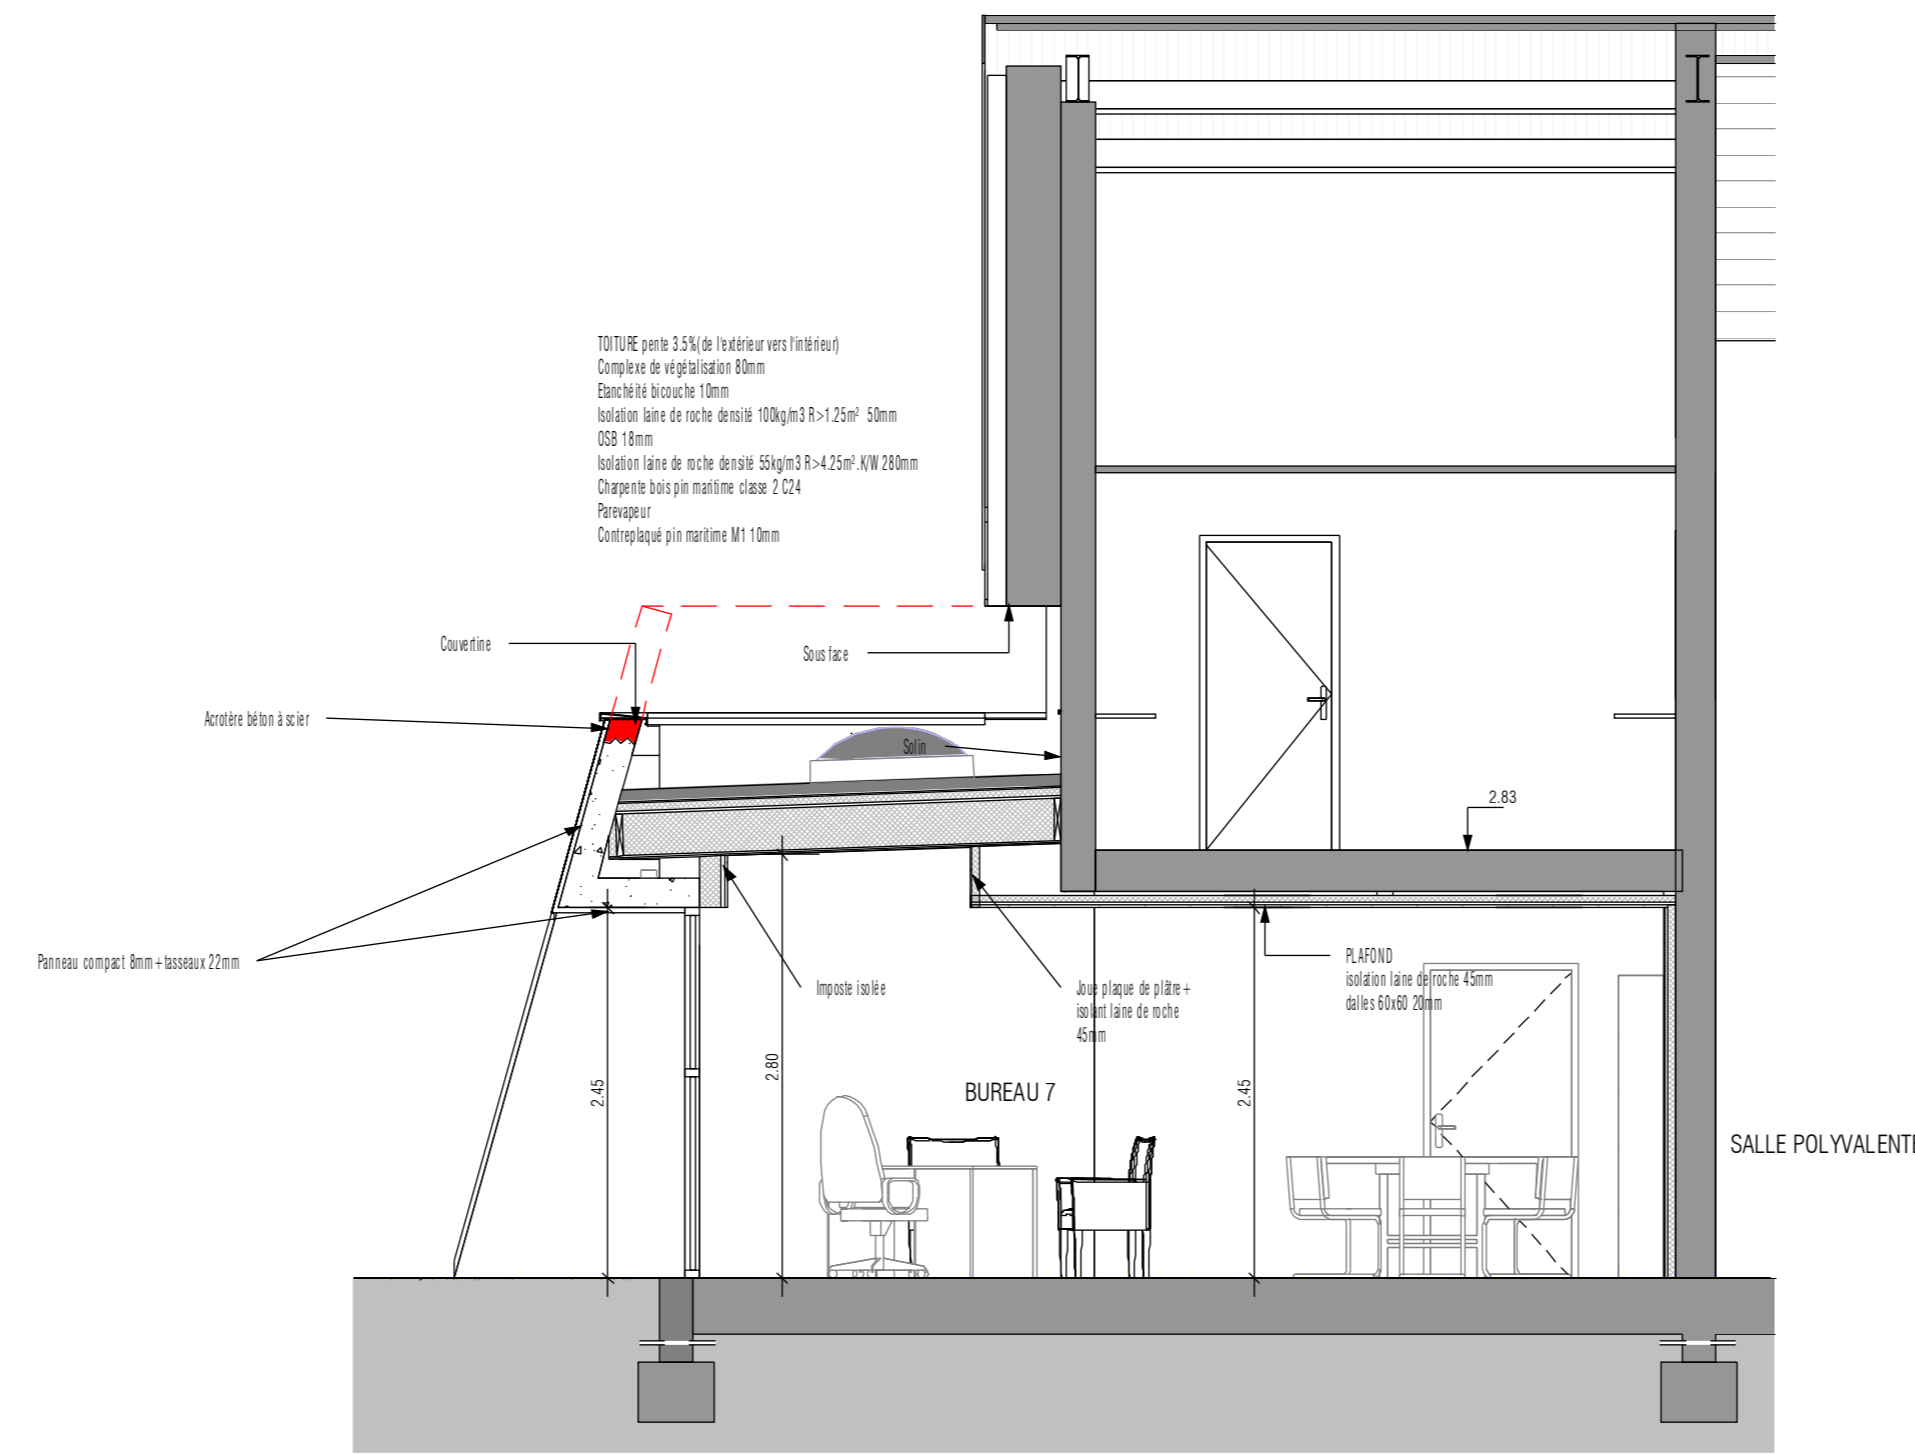 TOITURE pente 3.5%(de l'extérieur vers l'intérieur)
Complexe de végétalisation 80mm
Etanchéité bicouche 10mm
Isolation laine de roche densité 100kg/m3 R>1.25m² 50mm
OSB 18mm
Isolation laine de roche densité 55kg/m3 R>4.25m².K/W 280mm
Charpente bois pin maritime classe 2 C24
Parevapeur
Contreplaqué pin maritime M1 10mm
Couvertine
Sous face
Acrotère béton à scier
Solin
2.83
Panneau compact 8mm+tasseaux 22mm
Imposte isolée
Joue plaque de plâtre+
isolant laine de roche
45mm
PLAFOND
isolation laine de roche 45mm
dalles 60x60 20mm
2.45
2.80
BUREAU 7
2.45
SALLE POLYVALENTE